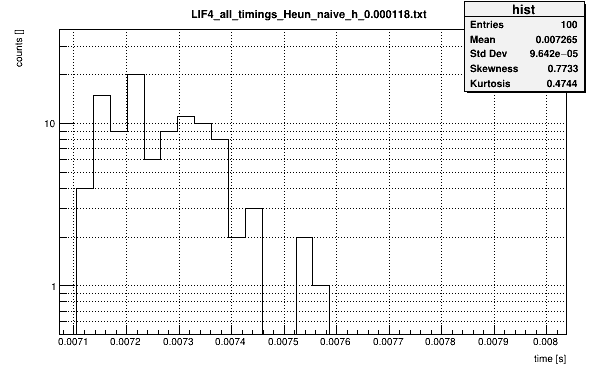 LIF4_all_timings_Heun_naive_h_0.000118.txt
hist
Entries 100
Mean 0.007265
Std Dev 9.642e−05
Skewness 0.7733
Kurtosis 0.4744
counts []
10
1
0.0071 0.0072 0.0073 0.0074 0.0075 0.0076 0.0077 0.0078 0.0079 0.008
time [s]